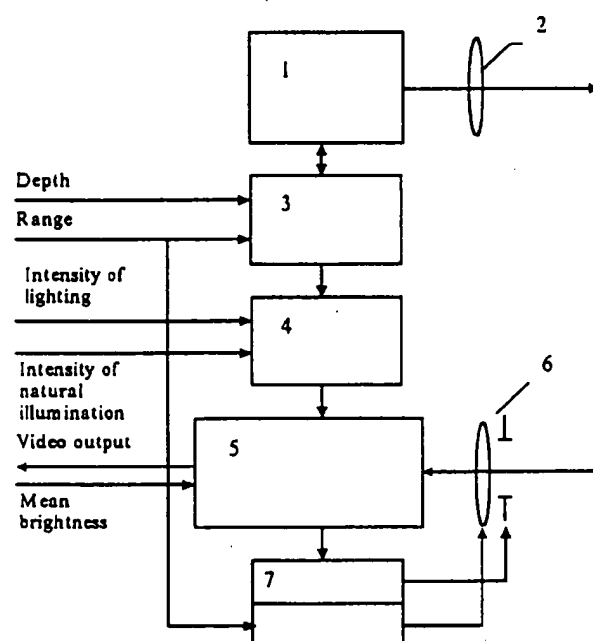 2
1
Depth
3
Range
Intensity of
lighting
4
Intensity of
natural
illumination
6
Video output
5
Mean
brightness
7